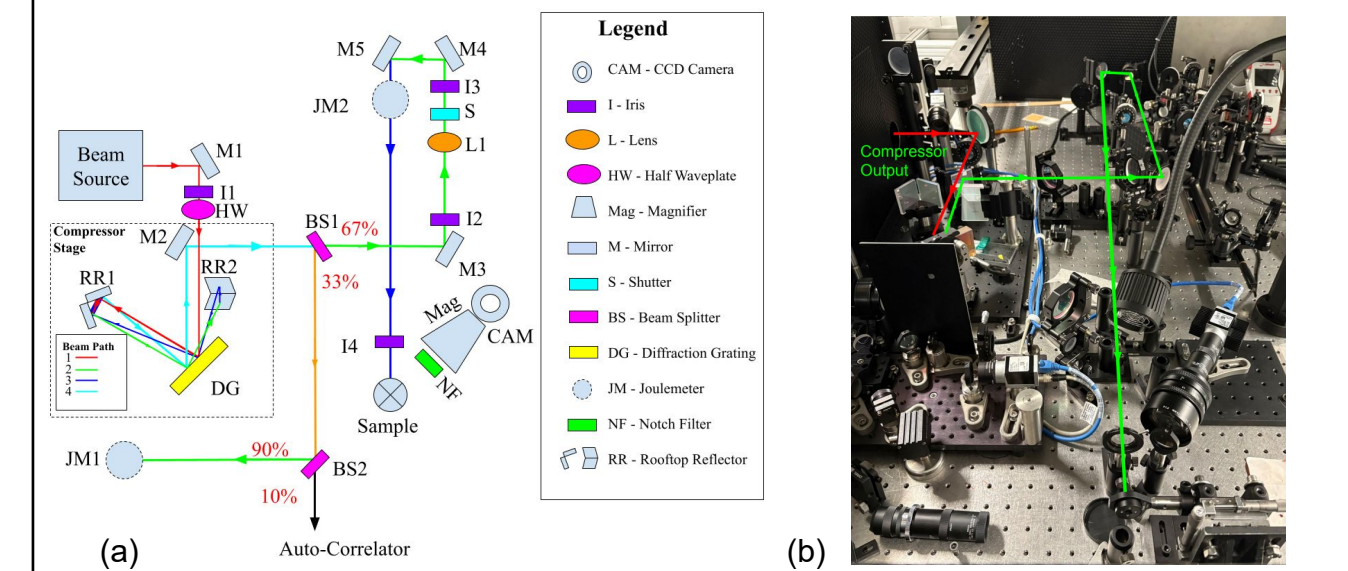 M5
M4
I3
JM2
S
L1
Beam
Source
M1
I1
HW
Compressor
Stage
M2
BS1
67%
I2
RR1
RR2
33%
M3
Mag
CAM
I4
NF
Beam Path
1
2
3
4
DG
Sample
JM1
90%
BS2
10%
Auto-Correlator
(a)
Legend
CAM - CCD Camera
I - Iris
L - Lens
HW - Half Waveplate
Mag - Magnifier
M - Mirror
S - Shutter
BS - Beam Splitter
DG - Diffraction Grating
JM - Joulemeter
NF - Notch Filter
RR - Rooftop Reflector
(b)
Compressor
Output